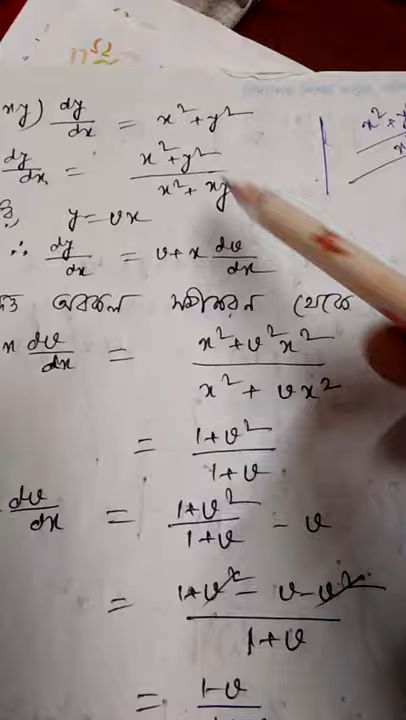 xy) dy/dx = x² + y²
dy/dx = (x² + y²)/(x² + xy)
y = vx
∴ dy/dx = v + x dv/dx
অবকল সমীকরণ থেকে
x dv/dx = (x² + v²x²)/(x² + vx²)
= (1 + v²)/(1 + v)
dv/dx = (1 + v²)/(1 + v) - v
= (1 + v² - v - v²)/(1 + v)
= 1 - v